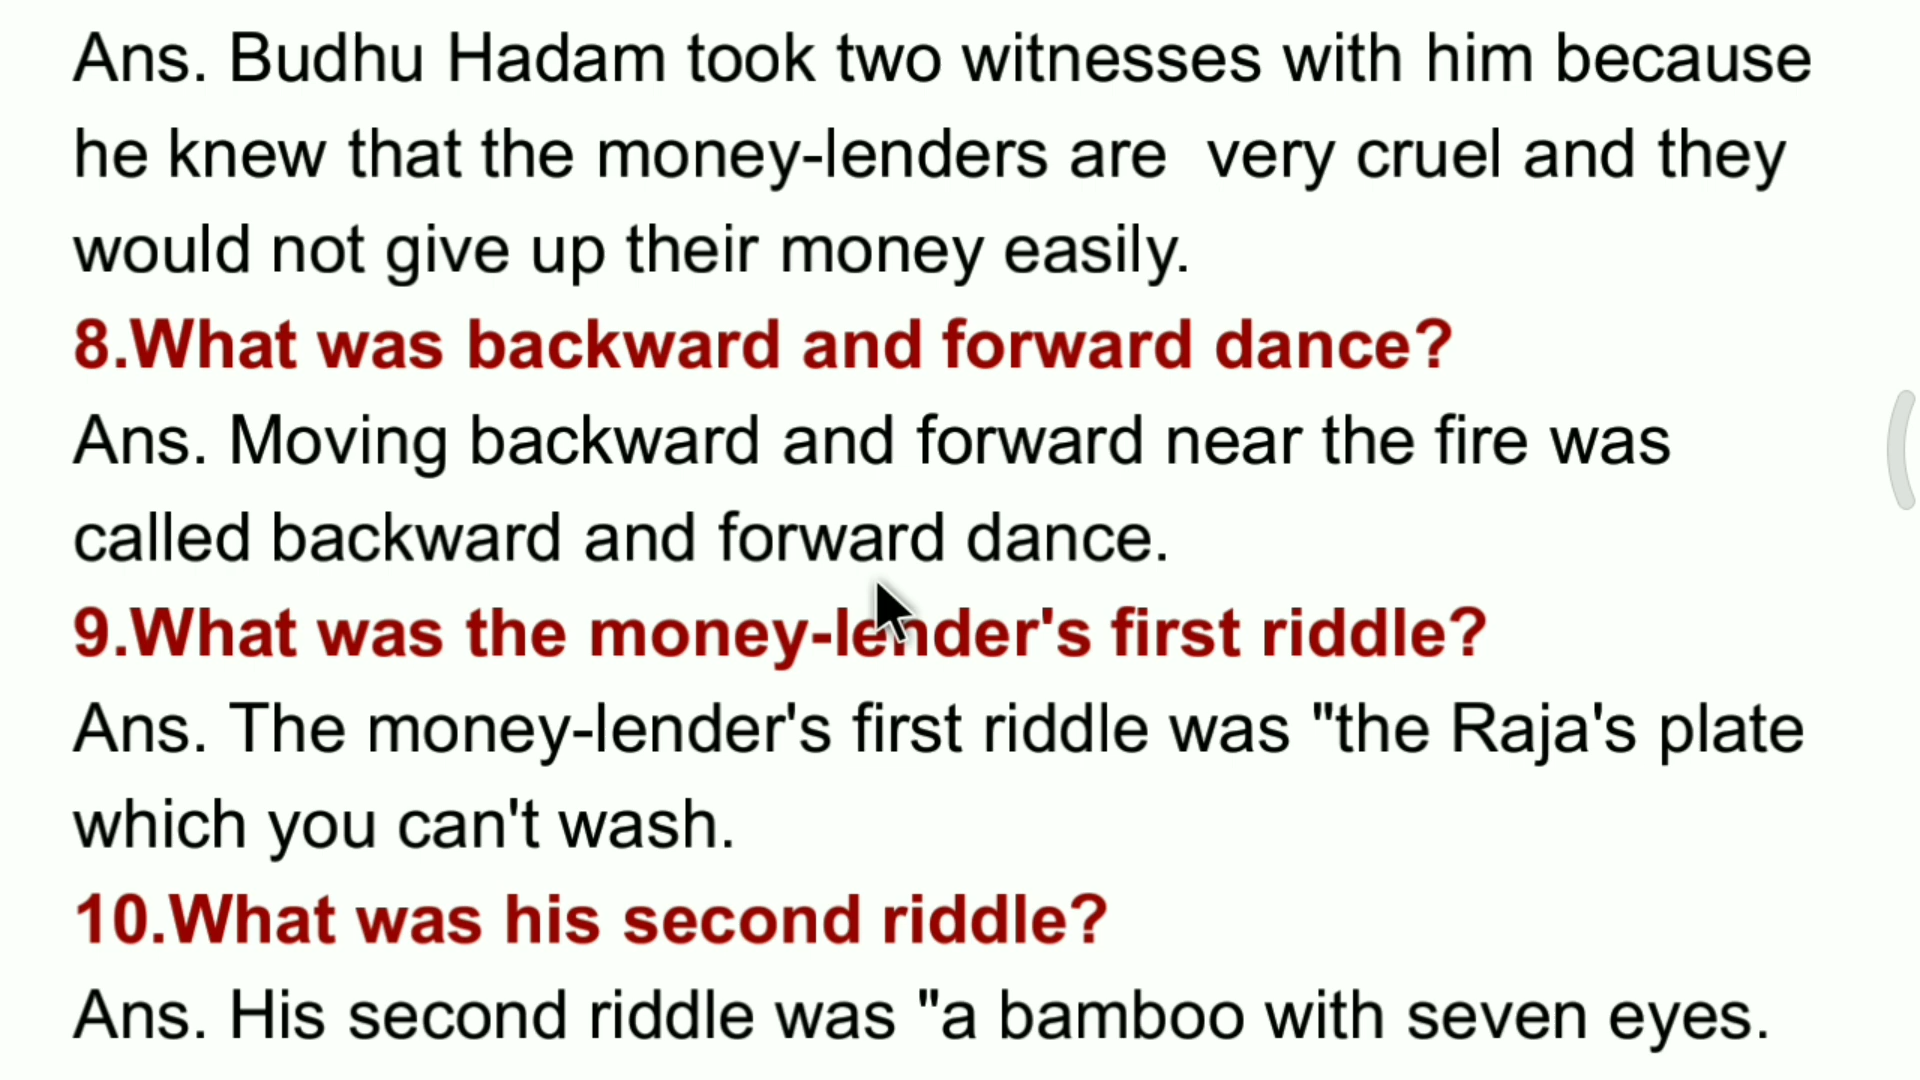 Ans. Budhu Hadam took two witnesses with him because
he knew that the money-lenders are  very cruel and they
would not give up their money easily.
8.What was backward and forward dance?
Ans. Moving backward and forward near the fire was
called backward and forward dance.
9.What was the money-lender's first riddle?
Ans. The money-lender's first riddle was "the Raja's plate
which you can't wash.
10.What was his second riddle?
Ans. His second riddle was "a bamboo with seven eyes.